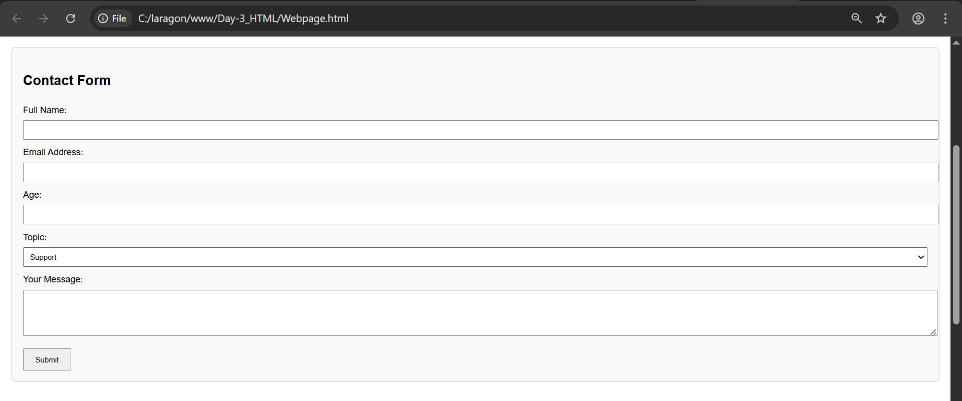 File C:/laragon/www/Day-3_HTML/Webpage.html
Contact Form
Full Name:
Email Address:
Age:
Topic:
Support
Your Message:
Submit